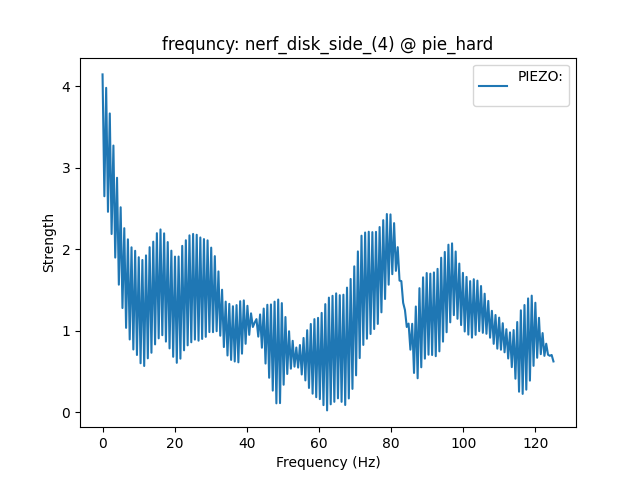 frequncy: nerf_disk_side_(4) @ pie_hard
PIEZO:
Strength
4
3
2
1
0
0 20 40 60 80 100 120
Frequency (Hz)